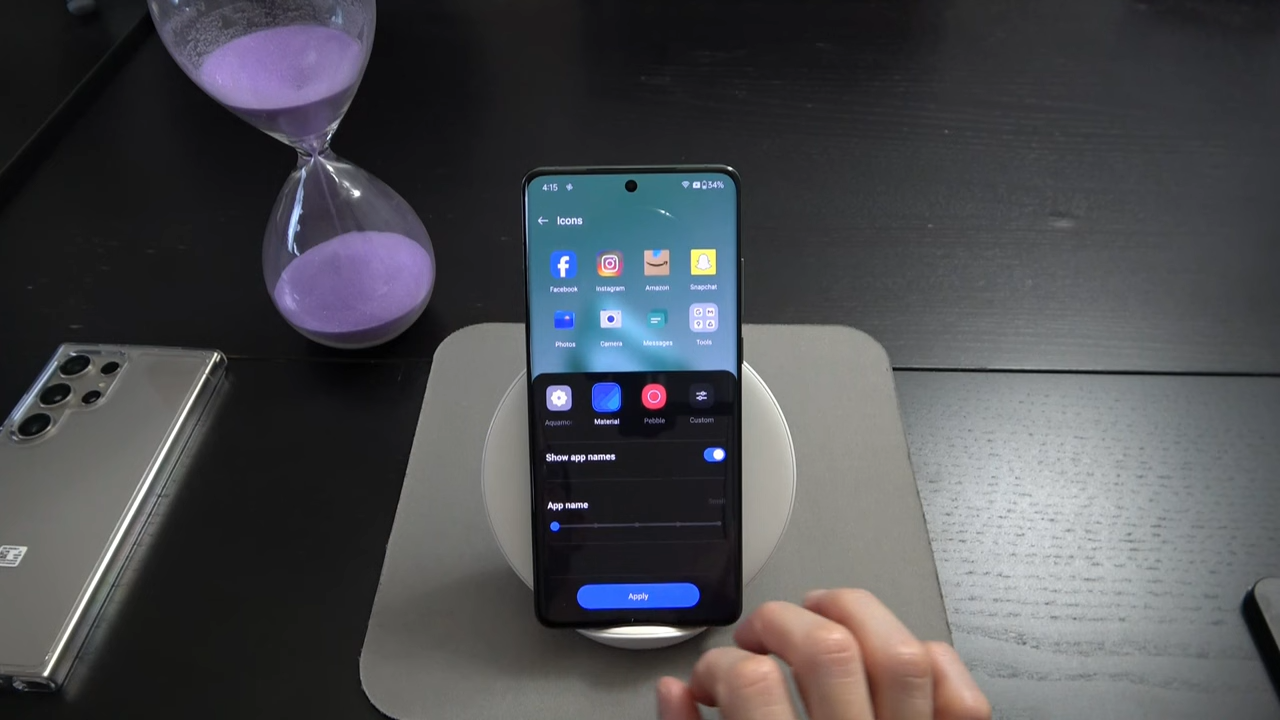 4:15 34%
Icons
Facebook Instagram Amazon Snapchat
Photos Camera Messages Tools
Aquamor Material Pebble Custom
Show app names
App name
Apply